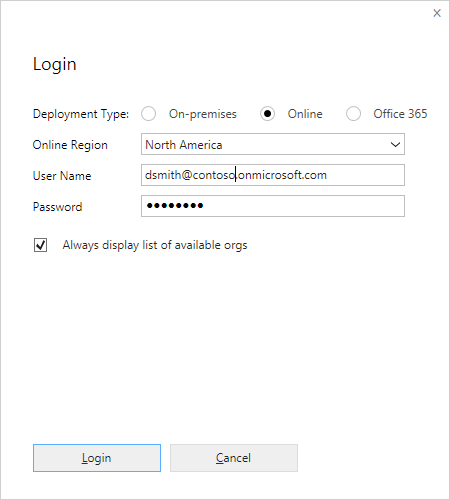 Login
Deployment Type: On-premises Online Office 365
Online Region North America
User Name dsmith@contoso.onmicrosoft.com
Password ●●●●●●●●
Always display list of available orgs
Login Cancel